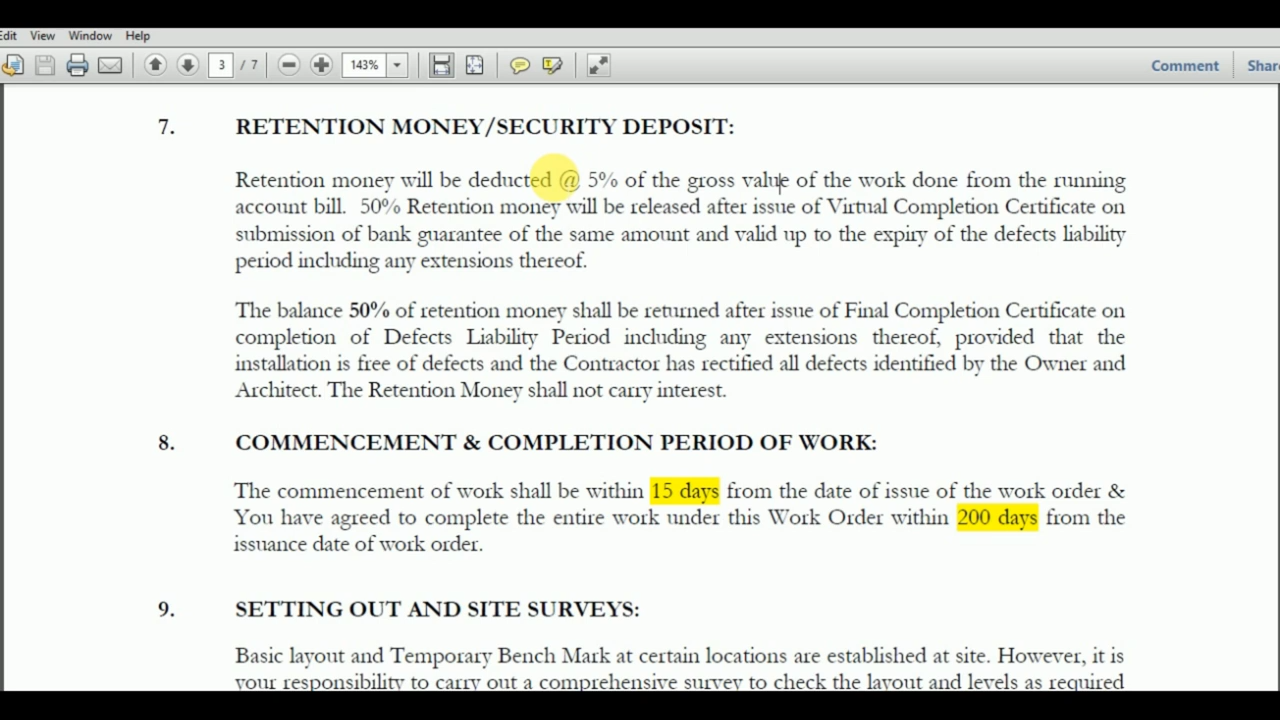 Edit View Window Help
3 / 7 143% Comment Share
7. RETENTION MONEY/SECURITY DEPOSIT:
Retention money will be deducted @ 5% of the gross value of the work done from the running
account bill. 50% Retention money will be released after issue of Virtual Completion Certificate on
submission of bank guarantee of the same amount and valid up to the expiry of the defects liability
period including any extensions thereof.
The balance 50% of retention money shall be returned after issue of Final Completion Certificate on
completion of Defects Liability Period including any extensions thereof, provided that the
installation is free of defects and the Contractor has rectified all defects identified by the Owner and
Architect. The Retention Money shall not carry interest.
8. COMMENCEMENT & COMPLETION PERIOD OF WORK:
The commencement of work shall be within 15 days from the date of issue of the work order &
You have agreed to complete the entire work under this Work Order within 200 days from the
issuance date of work order.
9. SETTING OUT AND SITE SURVEYS:
Basic layout and Temporary Bench Mark at certain locations are established at site. However, it is
your responsibility to carry out a comprehensive survey to check the layout and levels as required